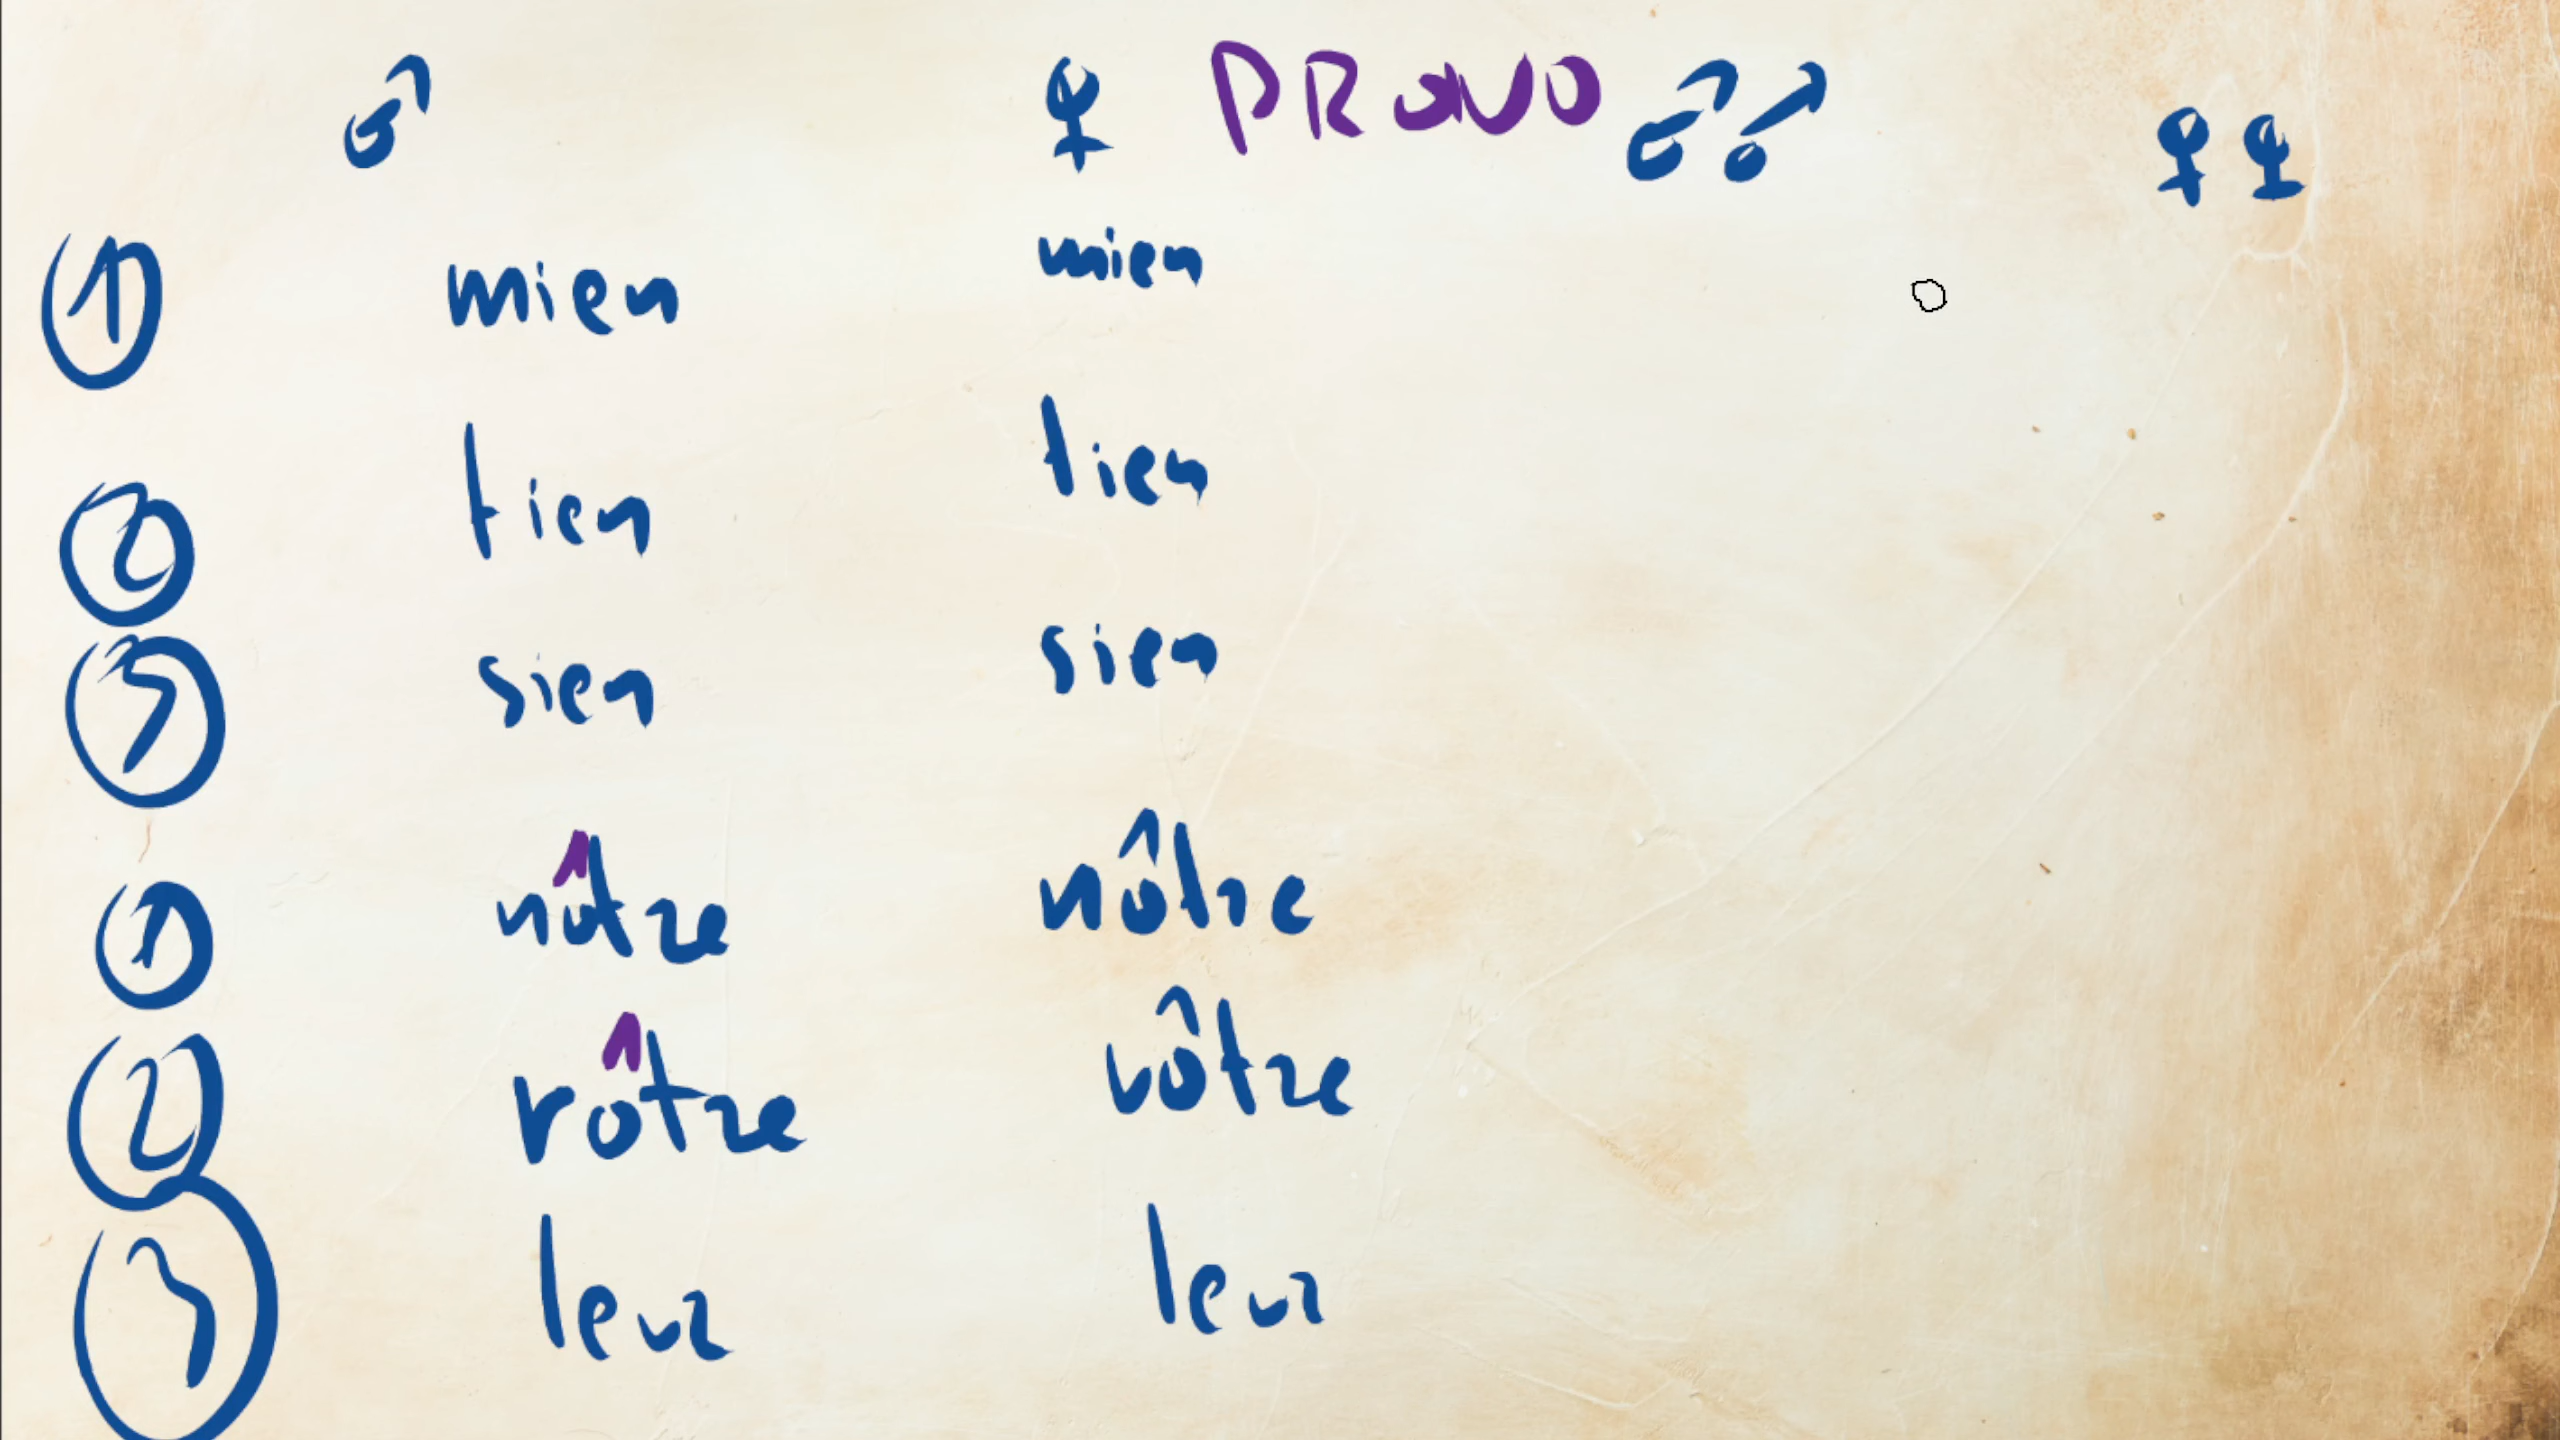 ♂ ♀ PRONO ♂♂ ♀♀
1 mien mien
2 tien tien
3 sien sien
1 nôtre nôtre
2 vôtre vôtre
3 leur leur